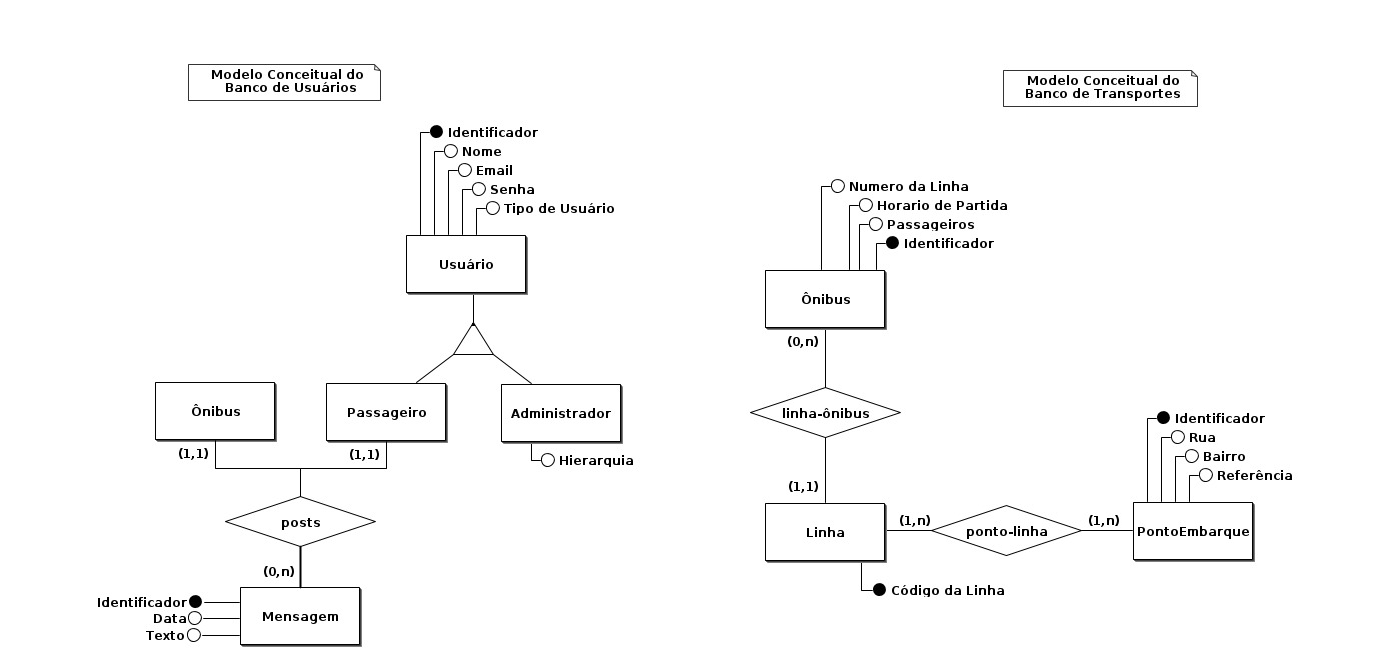 Modelo Conceitual do
Banco de Usuários
Identificador
Nome
Email
Senha
Tipo de Usuário
Usuário
Ônibus
Passageiro
Administrador
(1,1)
(1,1)
Hierarquia
posts
(0,n)
Identificador
Data
Texto
Mensagem
Modelo Conceitual do
Banco de Transportes
Numero da Linha
Horario de Partida
Passageiros
Identificador
Ônibus
(0,n)
linha-ônibus
(1,1)
Linha
(1,n)
ponto-linha
(1,n)
Identificador
Rua
Bairro
Referência
PontoEmbarque
Código da Linha